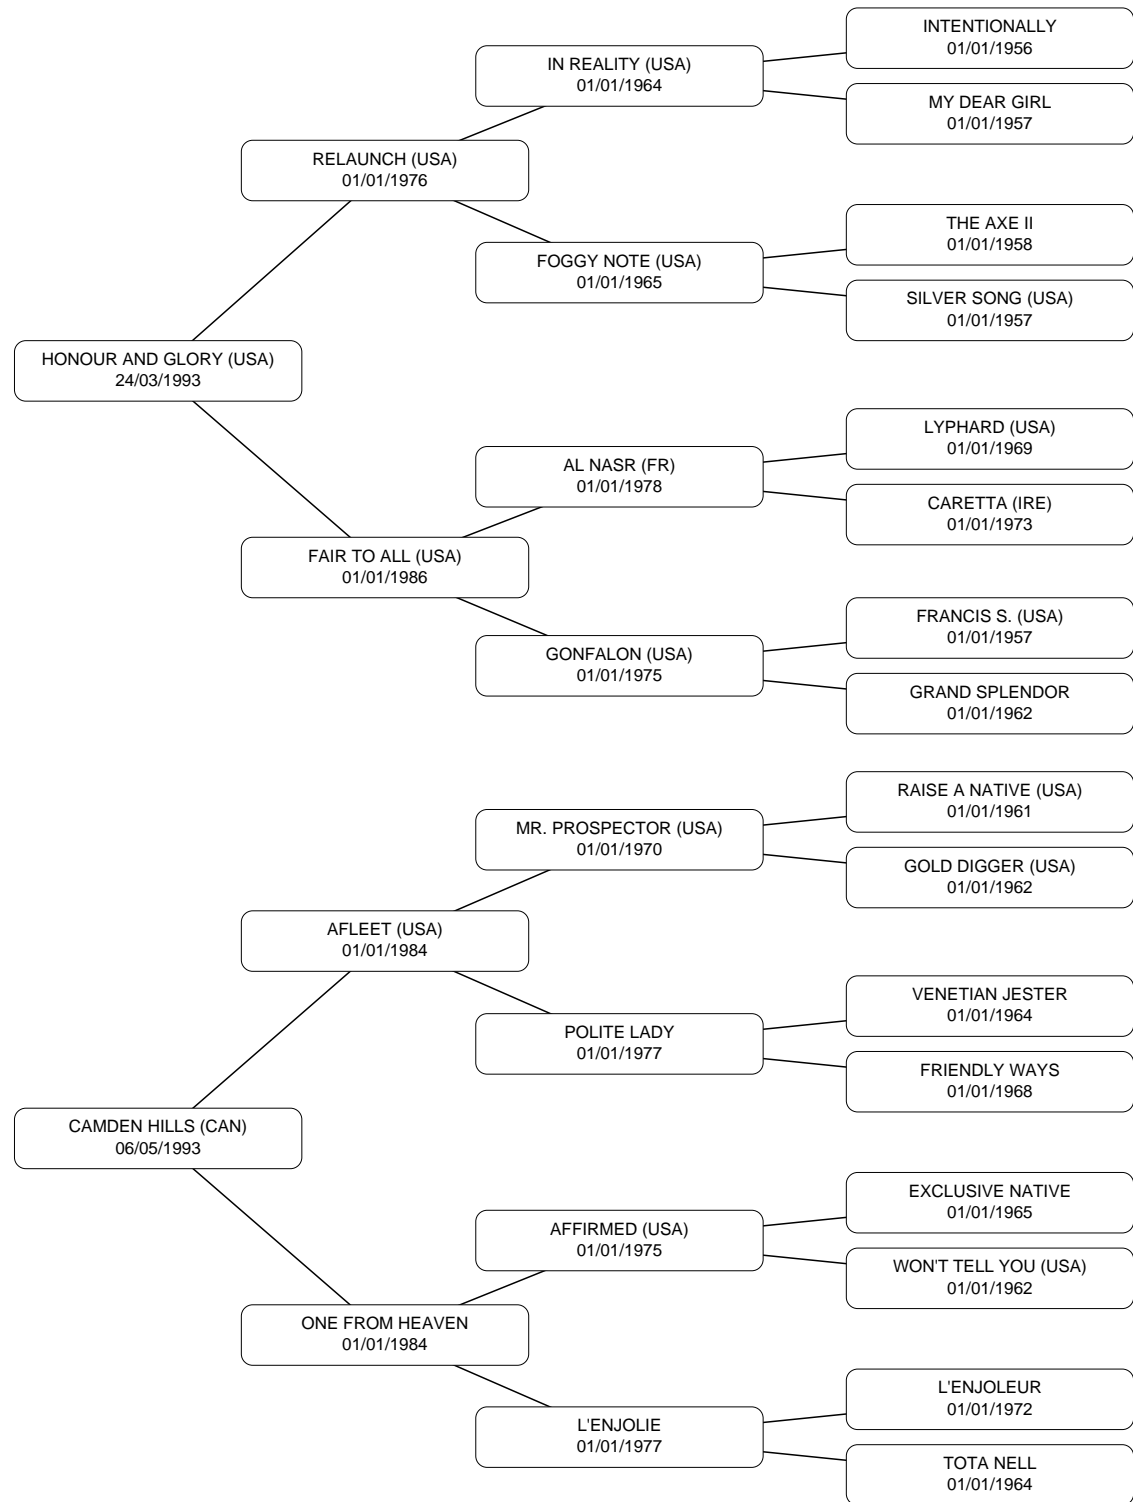 INTENTIONALLY
01/01/1956
IN REALITY (USA)
01/01/1964
MY DEAR GIRL
01/01/1957
RELAUNCH (USA)
01/01/1976
THE AXE II
01/01/1958
FOGGY NOTE (USA)
01/01/1965
SILVER SONG (USA)
01/01/1957
HONOUR AND GLORY (USA)
24/03/1993
LYPHARD (USA)
01/01/1969
AL NASR (FR)
01/01/1978
CARETTA (IRE)
01/01/1973
FAIR TO ALL (USA)
01/01/1986
FRANCIS S. (USA)
01/01/1957
GONFALON (USA)
01/01/1975
GRAND SPLENDOR
01/01/1962
RAISE A NATIVE (USA)
01/01/1961
MR. PROSPECTOR (USA)
01/01/1970
GOLD DIGGER (USA)
01/01/1962
AFLEET (USA)
01/01/1984
VENETIAN JESTER
01/01/1964
POLITE LADY
01/01/1977
FRIENDLY WAYS
01/01/1968
CAMDEN HILLS (CAN)
06/05/1993
EXCLUSIVE NATIVE
01/01/1965
AFFIRMED (USA)
01/01/1975
WON'T TELL YOU (USA)
01/01/1962
ONE FROM HEAVEN
01/01/1984
L'ENJOLEUR
01/01/1972
L'ENJOLIE
01/01/1977
TOTA NELL
01/01/1964